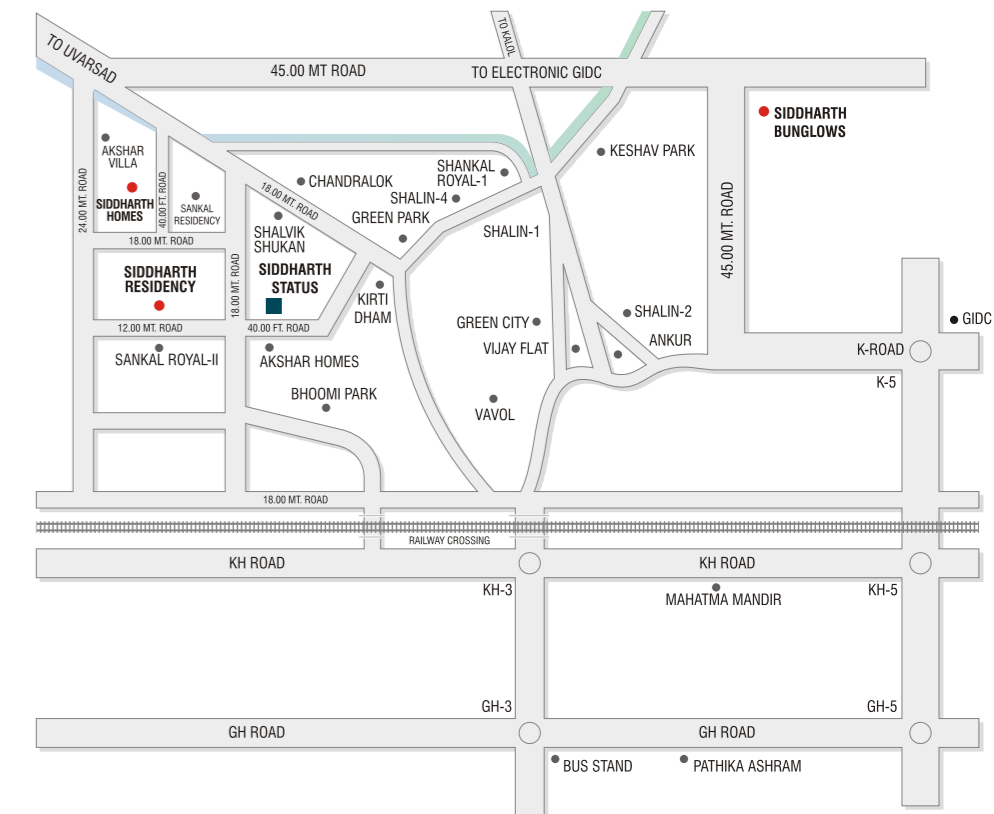 TO KALOL
TO UVARSAD
45.00 MT ROAD
TO ELECTRONIC GIDC
SIDDHARTH
BUNGLOWS
AKSHAR
VILLA
SIDDHARTH
HOMES
24.00 MT. ROAD
40.00 FT. ROAD
SANKAL
RESIDENCY
18.00 MT. ROAD
CHANDRALOK
SHANKAL
ROYAL-1
SHALIN-4
GREEN PARK
KESHAV PARK
18.00 MT. ROAD
SHALVIK
SHUKAN
SHALIN-1
45.00 MT. ROAD
SIDDHARTH
RESIDENCY
18.00 MT. ROAD
SIDDHARTH
STATUS
KIRTI
DHAM
12.00 MT. ROAD
40.00 FT. ROAD
GREEN CITY
SHALIN-2
GIDC
VIJAY FLAT
ANKUR
K-ROAD
SANKAL ROYAL-II
AKSHAR HOMES
K-5
BHOOMI PARK
VAVOL
18.00 MT. ROAD
RAILWAY CROSSING
KH ROAD
KH ROAD
KH-3
MAHATMA MANDIR
KH-5
GH-3
GH-5
GH ROAD
GH ROAD
BUS STAND
PATHIKA ASHRAM